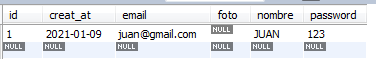 id creat_at email foto nombre password
1 2021-01-09 juan@gmail.com NULL JUAN 123
NULL NULL NULL NULL NULL NULL